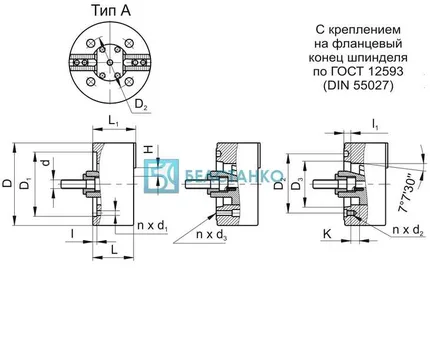 Тип А
С креплением
на фланцевый
конец шпинделя
по ГОСТ 12593
(DIN 55027)
D₂
L₁
H
l₁
d
D
D₁
D₂
D₃
7°7'30"
БЕЛСТАНКО
n x d₁
n x d₃
n x d₂
l
L
K